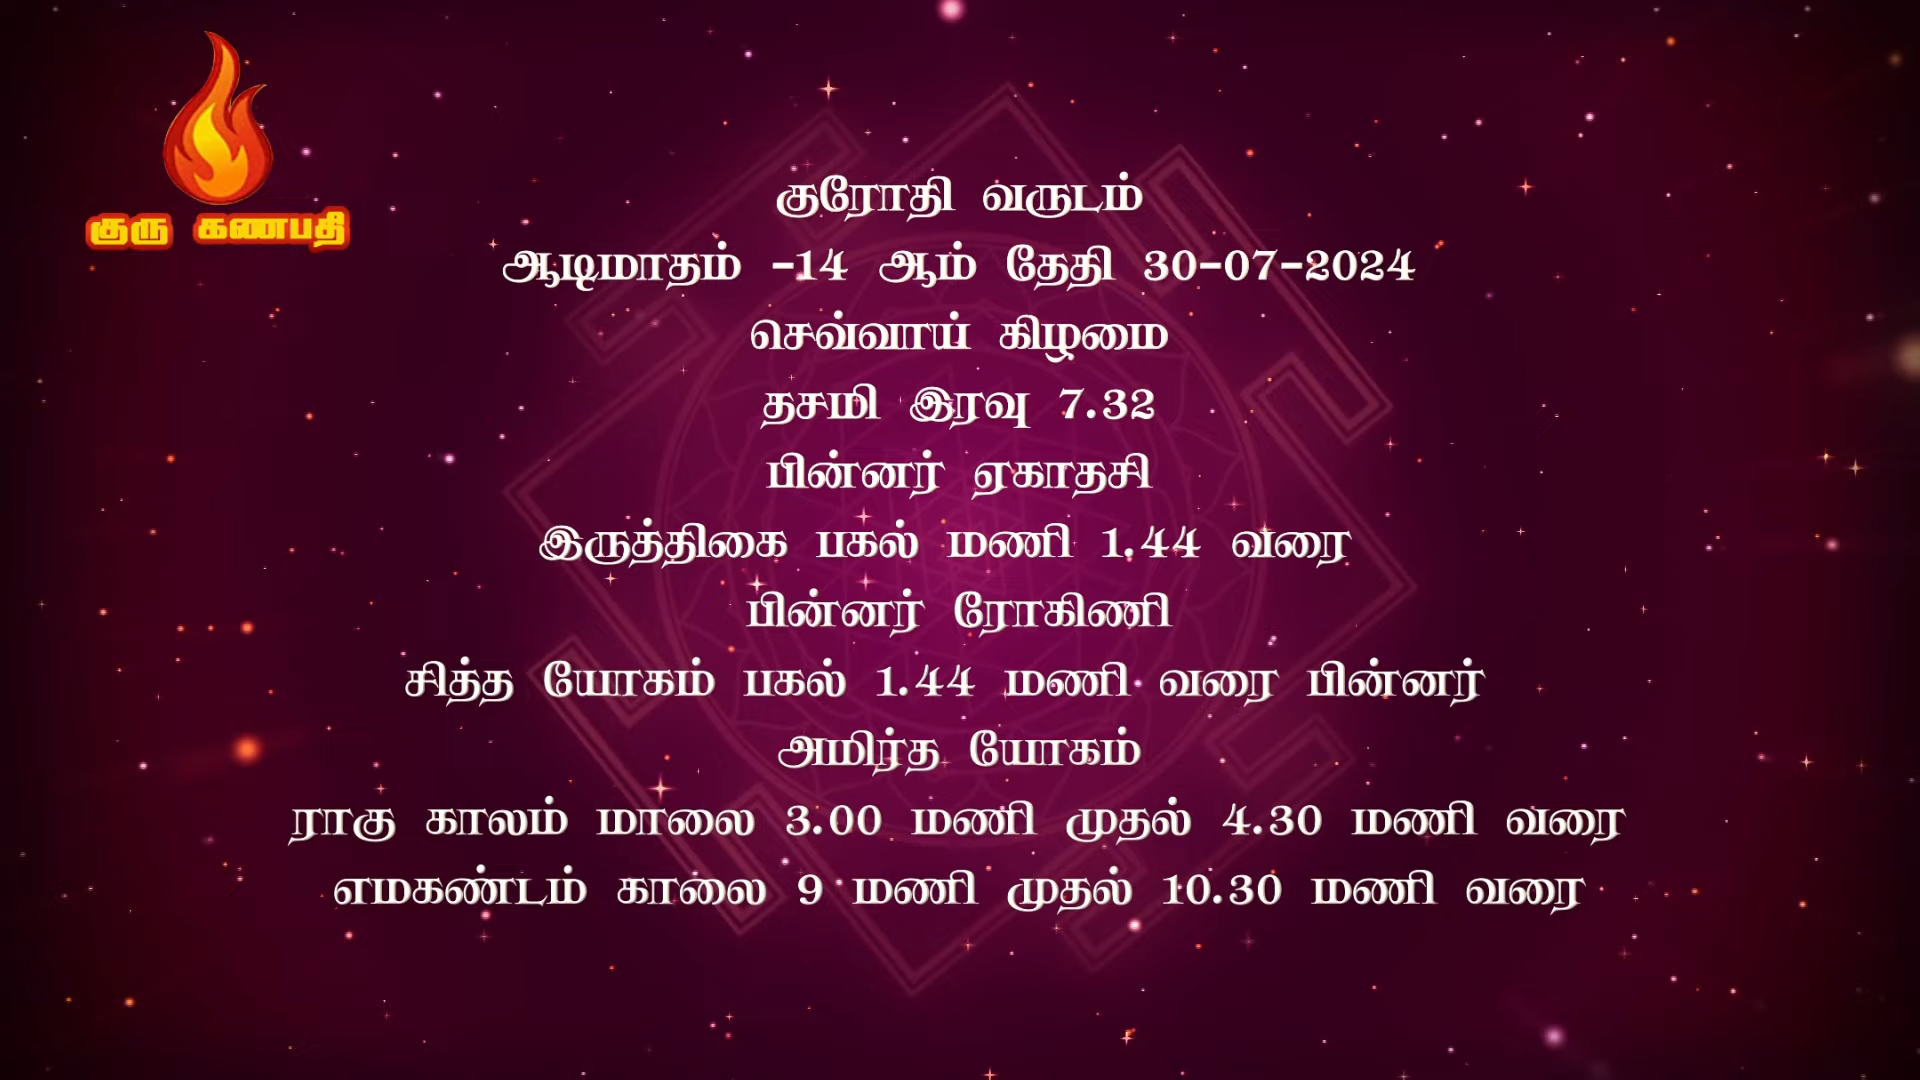 குரு கணபதி
குரோதி வருடம்
ஆடிமாதம் -14 ஆம் தேதி 30-07-2024
செவ்வாய் கிழமை
தசமி இரவு 7.32
பின்னர் ஏகாதசி
இருத்திகை பகல் மணி 1.44 வரை
பின்னர் ரோகிணி
சித்த யோகம் பகல் 1.44 மணி வரை பின்னர்
அமிர்த யோகம்
ராகு காலம் மாலை 3.00 மணி முதல் 4.30 மணி வரை
எமகண்டம் காலை 9 மணி முதல் 10.30 மணி வரை